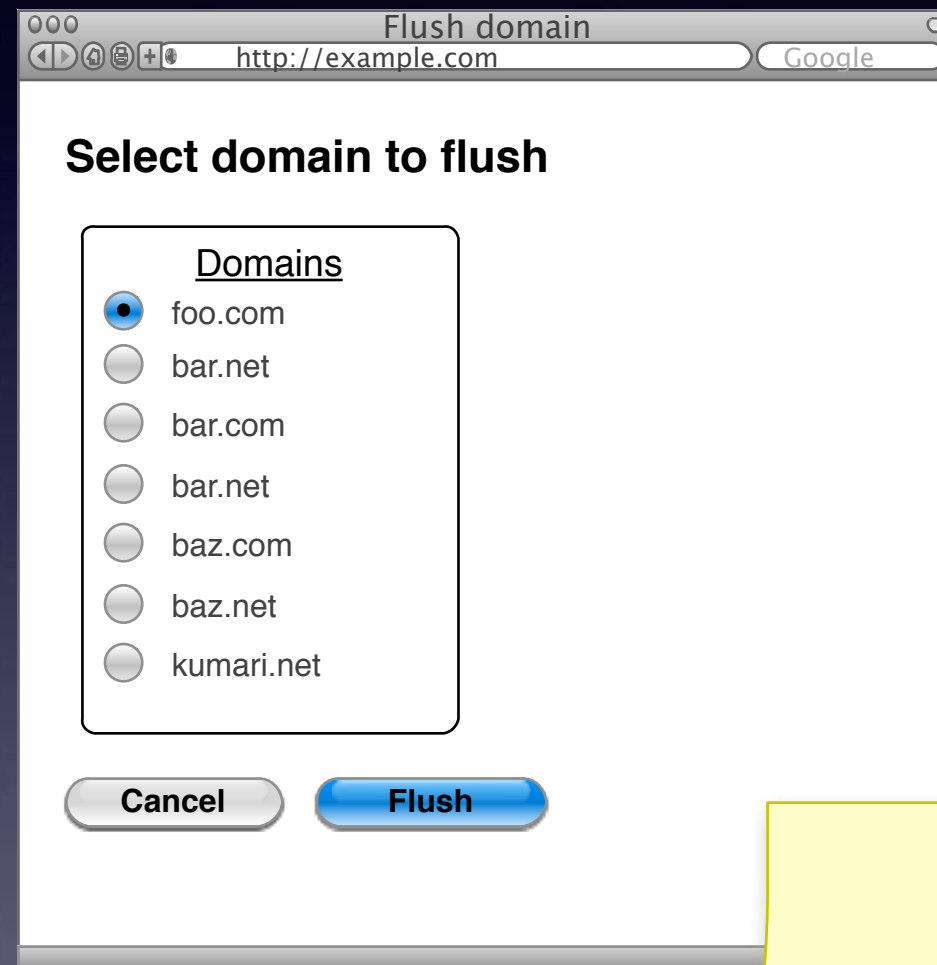 Flush domain
http://example.com
Google
Select domain to flush
Domains
foo.com
bar.net
bar.com
bar.net
baz.com
baz.net
kumari.net
Cancel
Flush